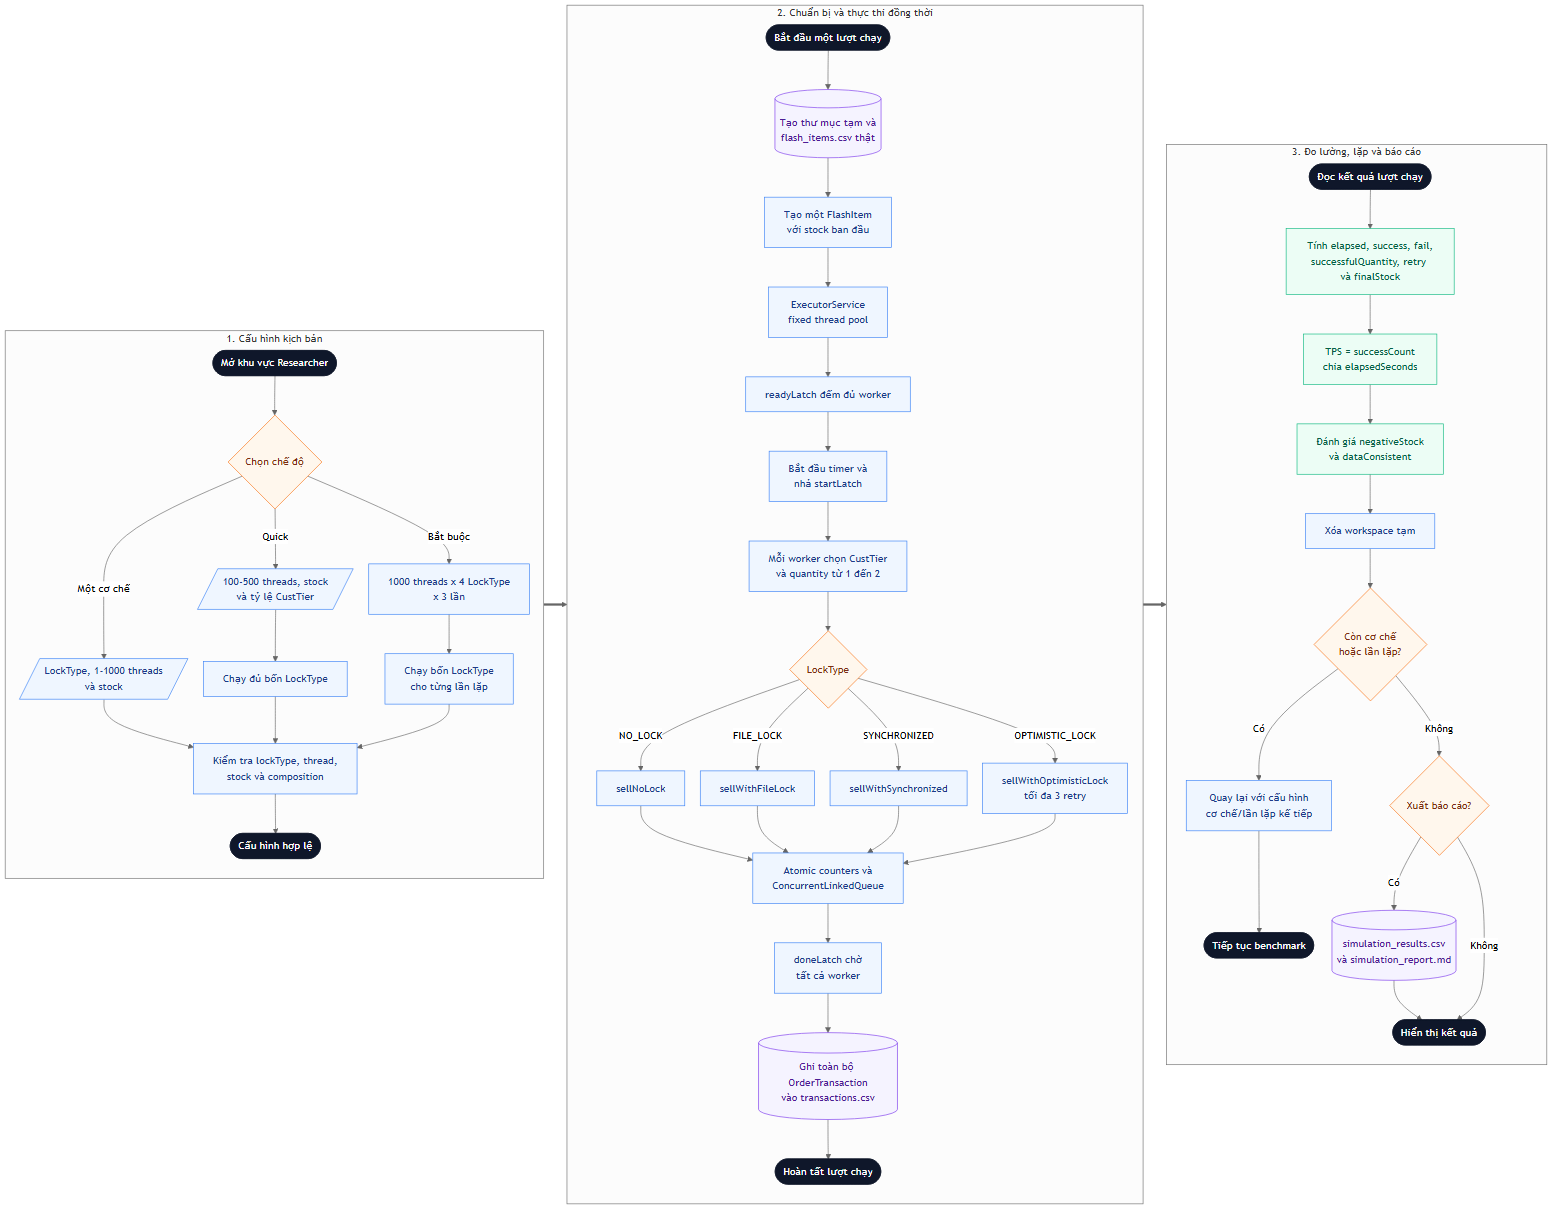 1. Cấu hình kịch bản
Mở khu vực Researcher
Chọn chế độ
Một cơ chế
Quick
Bắt buộc
LockType, 1-1000 threads
và stock
100-500 threads, stock
và tỷ lệ CustTier
Chạy đủ bốn LockType
1000 threads x 4 LockType
x 3 lần
Chạy bốn LockType
cho từng lần lặp
Kiểm tra lockType, thread,
stock và composition
Cấu hình hợp lệ
2. Chuẩn bị và thực thi đồng thời
Bắt đầu một lượt chạy
Tạo thư mục tạm và
flash_items.csv thật
Tạo một FlashItem
với stock ban đầu
ExecutorService
fixed thread pool
readyLatch đếm đủ worker
Bắt đầu timer và
nhả startLatch
Mỗi worker chọn CustTier
và quantity từ 1 đến 2
LockType
NO_LOCK
FILE_LOCK
SYNCHRONIZED
OPTIMISTIC_LOCK
sellNoLock
sellWithFileLock
sellWithSynchronized
sellWithOptimisticLock
tối đa 3 retry
Atomic counters và
ConcurrentLinkedQueue
doneLatch chờ
tất cả worker
Ghi toàn bộ
OrderTransaction
vào transactions.csv
Hoàn tất lượt chạy
3. Đo lường, lặp và báo cáo
Đọc kết quả lượt chạy
Tính elapsed, success, fail,
successfulQuantity, retry
và finalStock
TPS = successCount
chia elapsedSeconds
Đánh giá negativeStock
và dataConsistent
Xóa workspace tạm
Còn cơ chế
hoặc lần lặp?
Có
Không
Quay lại với cấu hình
cơ chế/lần lặp kế tiếp
Tiếp tục benchmark
Xuất báo cáo?
Có
Không
simulation_results.csv
và simulation_report.md
Hiển thị kết quả